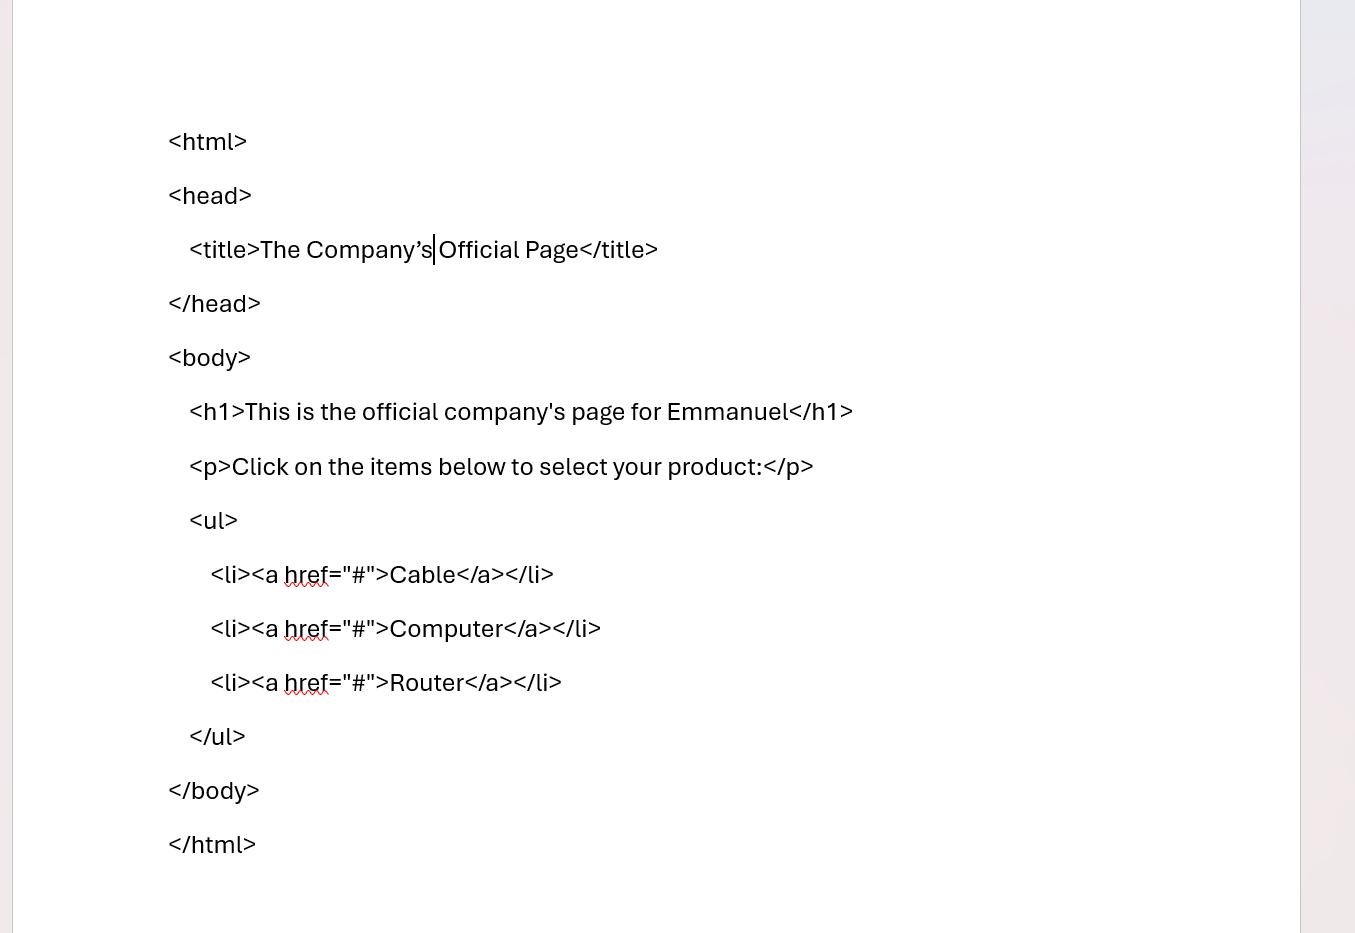 <html>
<head>
<title>The Company’s Official Page</title>
</head>
<body>
<h1>This is the official company's page for Emmanuel</h1>
<p>Click on the items below to select your product:</p>
<ul>
<li><a href="#">Cable</a></li>
<li><a href="#">Computer</a></li>
<li><a href="#">Router</a></li>
</ul>
</body>
</html>